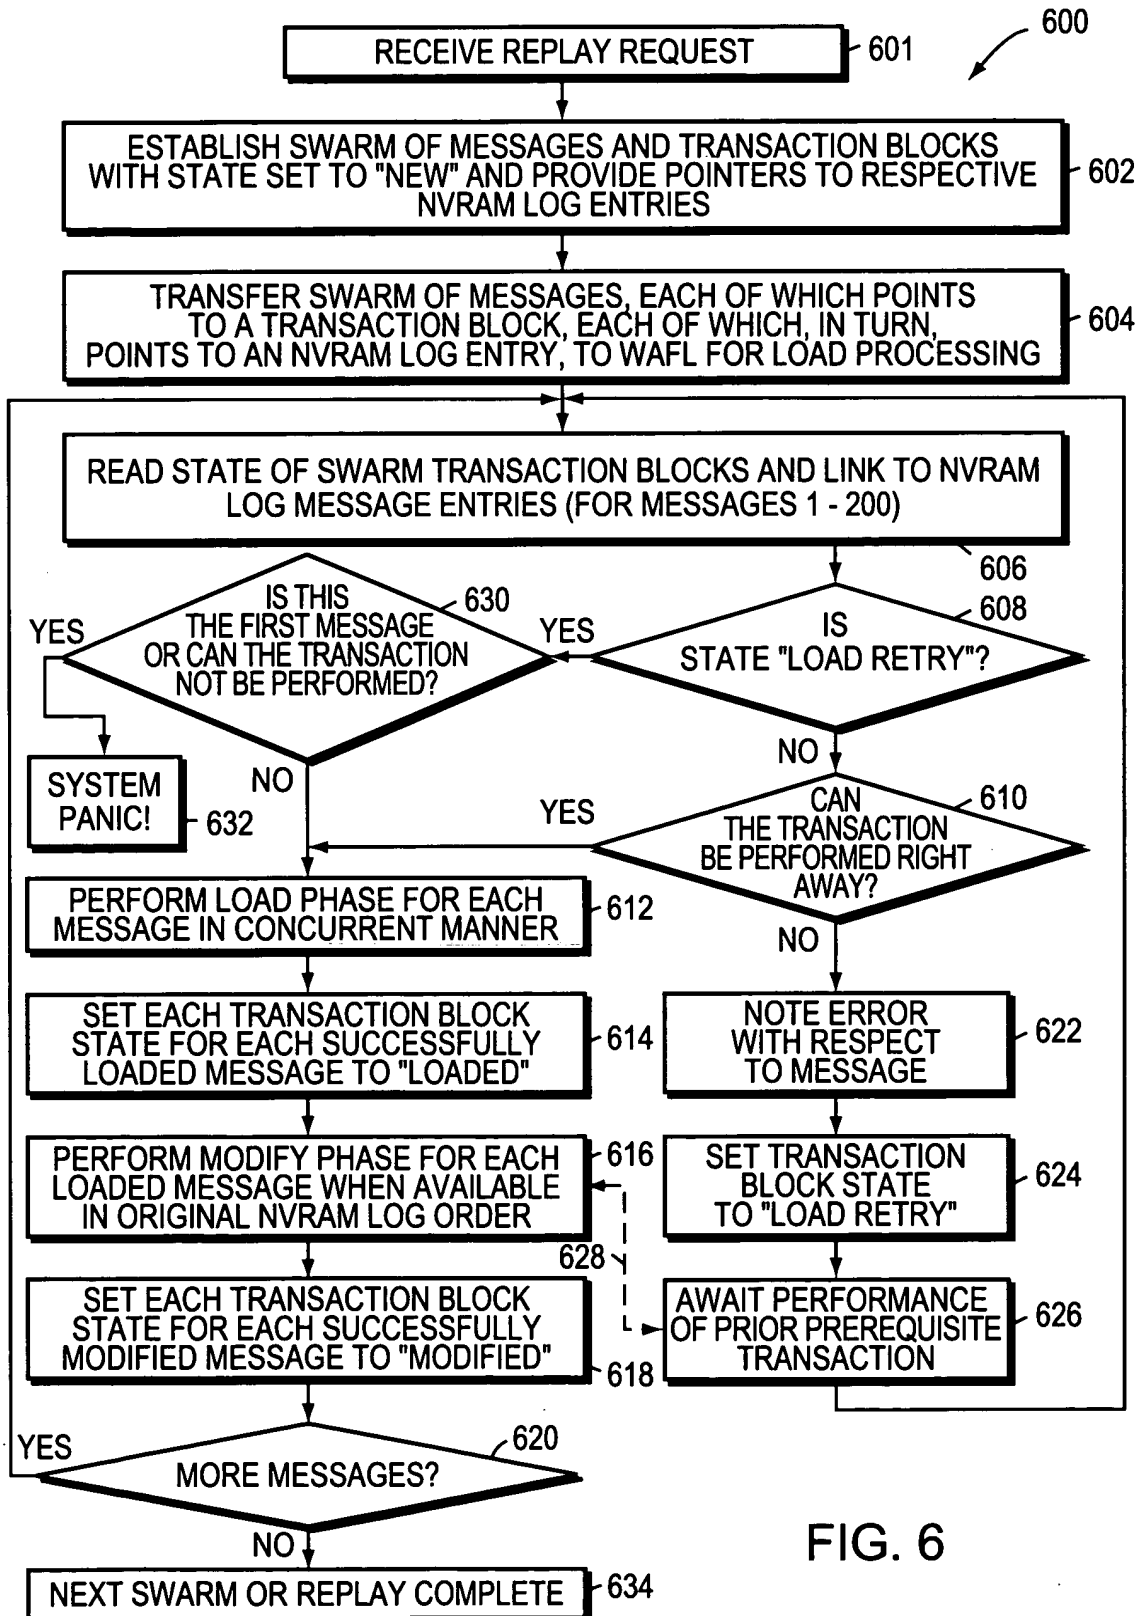 600
RECEIVE REPLAY REQUEST
601
ESTABLISH SWARM OF MESSAGES AND TRANSACTION BLOCKS
WITH STATE SET TO "NEW" AND PROVIDE POINTERS TO RESPECTIVE
NVRAM LOG ENTRIES
602
TRANSFER SWARM OF MESSAGES, EACH OF WHICH POINTS
TO A TRANSACTION BLOCK, EACH OF WHICH, IN TURN,
POINTS TO AN NVRAM LOG ENTRY, TO WAFL FOR LOAD PROCESSING
604
READ STATE OF SWARM TRANSACTION BLOCKS AND LINK TO NVRAM
LOG MESSAGE ENTRIES (FOR MESSAGES 1 - 200)
606
IS
STATE "LOAD RETRY"?
608
YES
NO
IS THIS
THE FIRST MESSAGE
OR CAN THE TRANSACTION
NOT BE PERFORMED?
630
YES
NO
SYSTEM
PANIC!
632
CAN
THE TRANSACTION
BE PERFORMED RIGHT
AWAY?
610
YES
NO
PERFORM LOAD PHASE FOR EACH
MESSAGE IN CONCURRENT MANNER
612
SET EACH TRANSACTION BLOCK
STATE FOR EACH SUCCESSFULLY
LOADED MESSAGE TO "LOADED"
614
PERFORM MODIFY PHASE FOR EACH
LOADED MESSAGE WHEN AVAILABLE
IN ORIGINAL NVRAM LOG ORDER
616
SET EACH TRANSACTION BLOCK
STATE FOR EACH SUCCESSFULLY
MODIFIED MESSAGE TO "MODIFIED"
618
NOTE ERROR
WITH RESPECT
TO MESSAGE
622
SET TRANSACTION
BLOCK STATE
TO "LOAD RETRY"
624
628
AWAIT PERFORMANCE
OF PRIOR PREREQUISITE
TRANSACTION
626
MORE MESSAGES?
620
YES
NO
NEXT SWARM OR REPLAY COMPLETE
634
FIG. 6